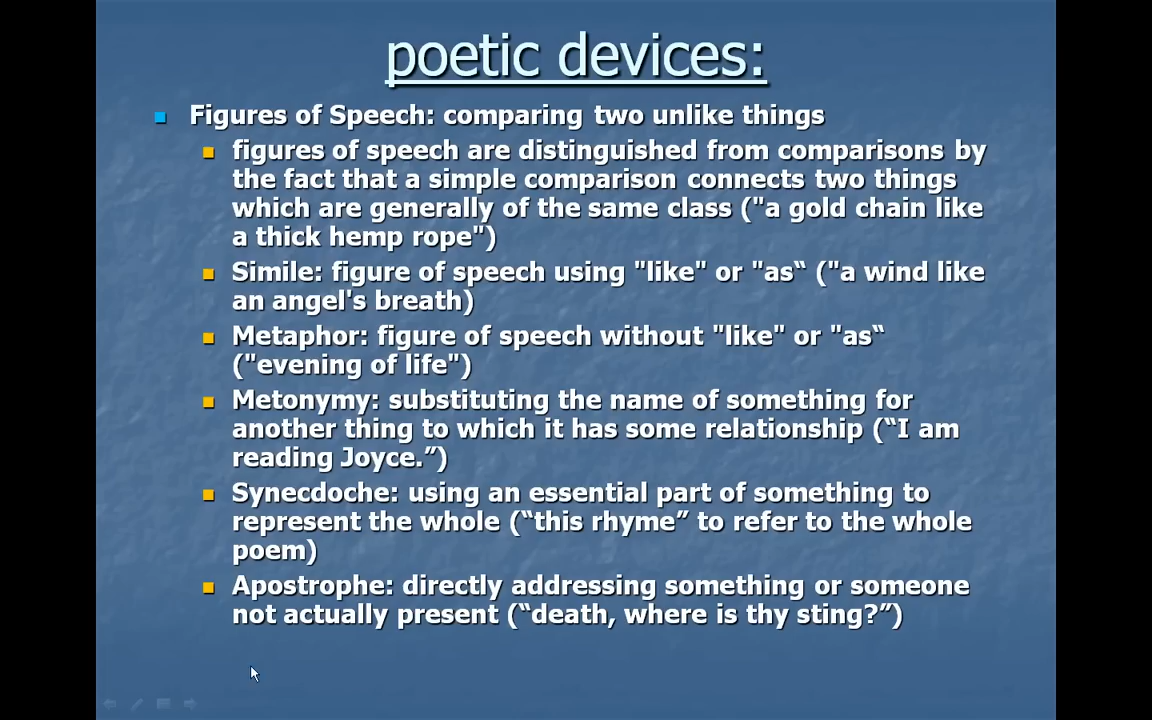 poetic devices:
Figures of Speech: comparing two unlike things
figures of speech are distinguished from comparisons by
the fact that a simple comparison connects two things
which are generally of the same class ("a gold chain like
a thick hemp rope")
Simile: figure of speech using "like" or "as“ ("a wind like
an angel's breath)
Metaphor: figure of speech without "like" or "as“
("evening of life")
Metonymy: substituting the name of something for
another thing to which it has some relationship (“I am
reading Joyce.”)
Synecdoche: using an essential part of something to
represent the whole (“this rhyme” to refer to the whole
poem)
Apostrophe: directly addressing something or someone
not actually present (“death, where is thy sting?”)